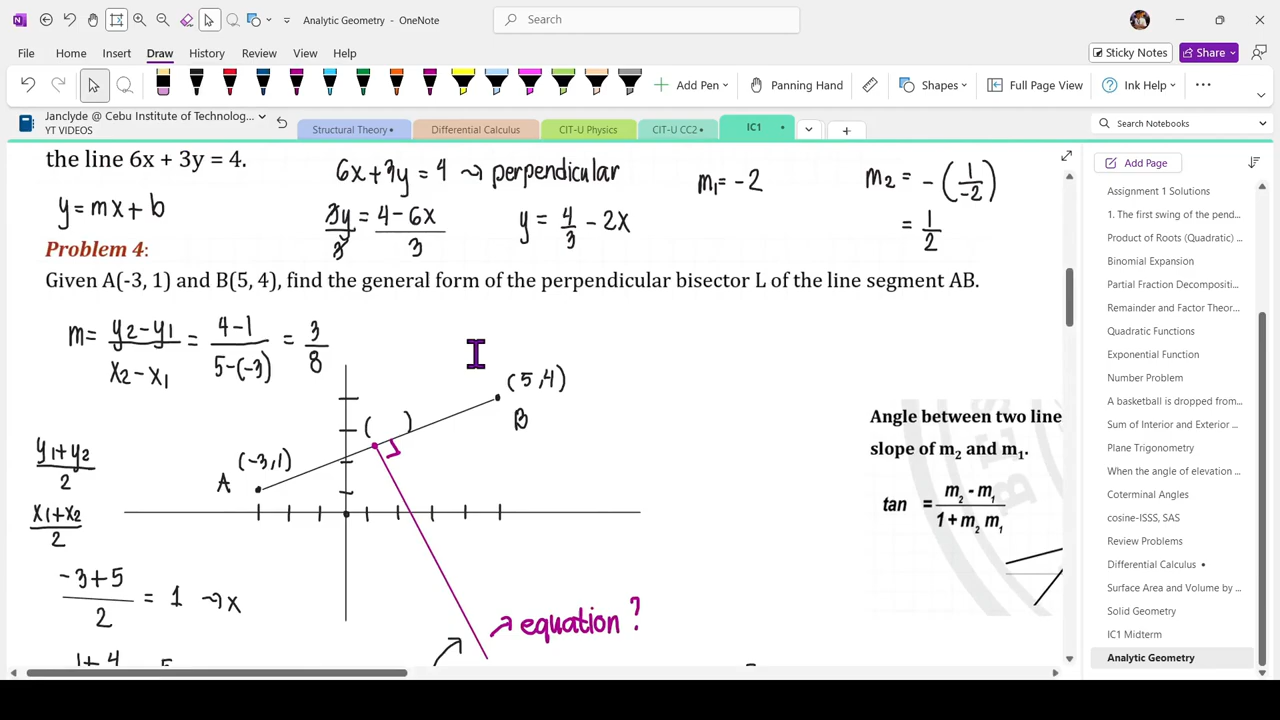 Analytic Geometry - OneNote
Search
File Home Insert Draw History Review View Help
Sticky Notes
Share
Add Pen
Panning Hand
Shapes
Full Page View
Ink Help
Janclyde @ Cebu Institute of Technolog...
YT VIDEOS
Structural Theory
Differential Calculus
CIT-U Physics
CIT-U CC2
IC1
Search Notebooks
Add Page
Assignment 1 Solutions
1. The first swing of the pend...
Product of Roots (Quadratic) ...
Binomial Expansion
Partial Fraction Decompositi...
Remainder and Factor Theor...
Quadratic Functions
Exponential Function
Number Problem
A basketball is dropped from...
Sum of Interior and Exterior ...
Plane Trigonometry
When the angle of elevation ...
Coterminal Angles
cosine-ISSS, SAS
Review Problems
Differential Calculus
Surface Area and Volume by ...
Solid Geometry
IC1 Midterm
Analytic Geometry
the line 6x + 3y = 4.
6x+3y = 4 ⤳ perpendicular
m1 = -2
m2 = - (1/-2)
y = mx + b
3y/3 = 4-6x/3
y = 4/3 - 2x
= 1/2
Problem 4:
Given A(-3, 1) and B(5, 4), find the general form of the perpendicular bisector L of the line segment AB.
m = y2-y1/x2-x1 = 4-1/5-(-3) = 3/8
(5,4)
B
( )
(-3,1)
A
y1+y2/2
x1+x2/2
-3+5/2 = 1 ⤳ x
1+4
equation ?
Angle between two line
slope of m2 and m1.
tan = m2 - m1/1 + m2 m1